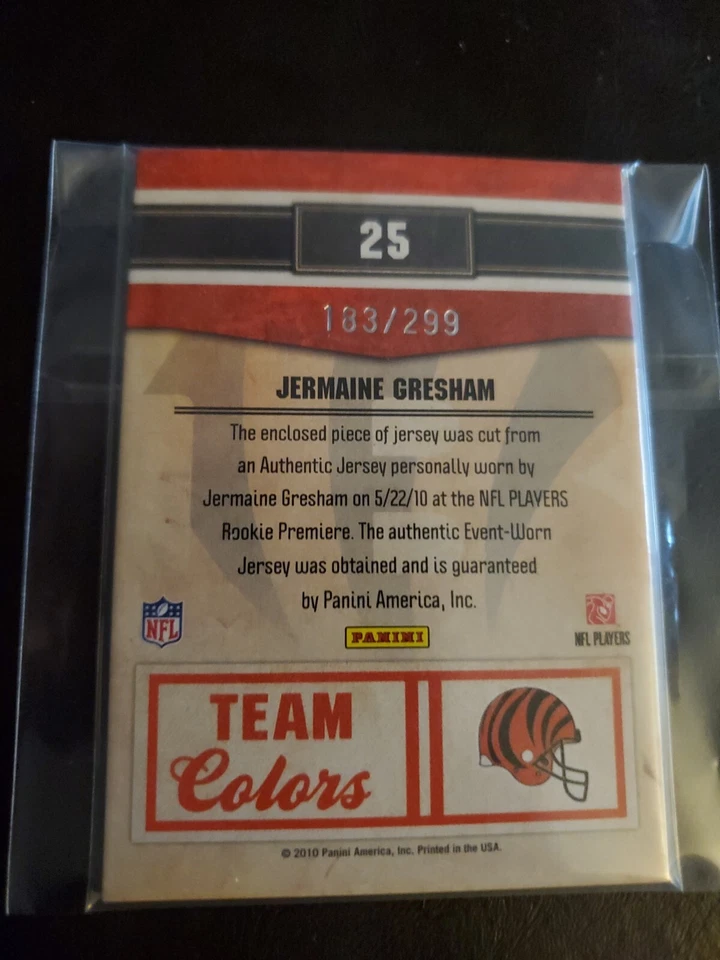 25
183/299
JERMAINE GRESHAM
The enclosed piece of jersey was cut from
an Authentic Jersey personally worn by
Jermaine Gresham on 5/22/10 at the NFL PLAYERS
Rookie Premiere. The authentic Event-Worn
Jersey was obtained and is guaranteed
by Panini America, Inc.
NFL
PANINI
NFL PLAYERS
TEAM
Colors
© 2010 Panini America, Inc. Printed in the USA.